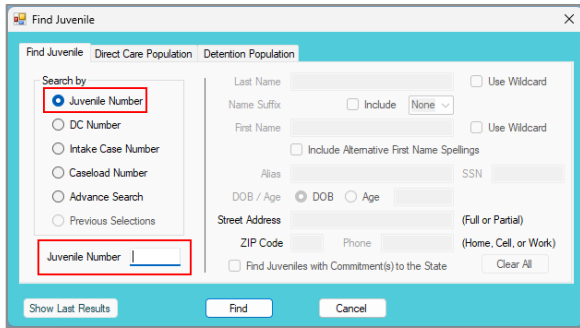 Find Juvenile
Find Juvenile Direct Care Population Detention Population
Search by
Juvenile Number
DC Number
Intake Case Number
Caseload Number
Advance Search
Previous Selections
Juvenile Number
Last Name Use Wildcard
Name Suffix Include None
First Name Use Wildcard
Include Alternative First Name Spellings
Alias SSN
DOB / Age DOB Age
Street Address (Full or Partial)
ZIP Code Phone (Home, Cell, or Work)
Find Juveniles with Commitment(s) to the State Clear All
Show Last Results Find Cancel